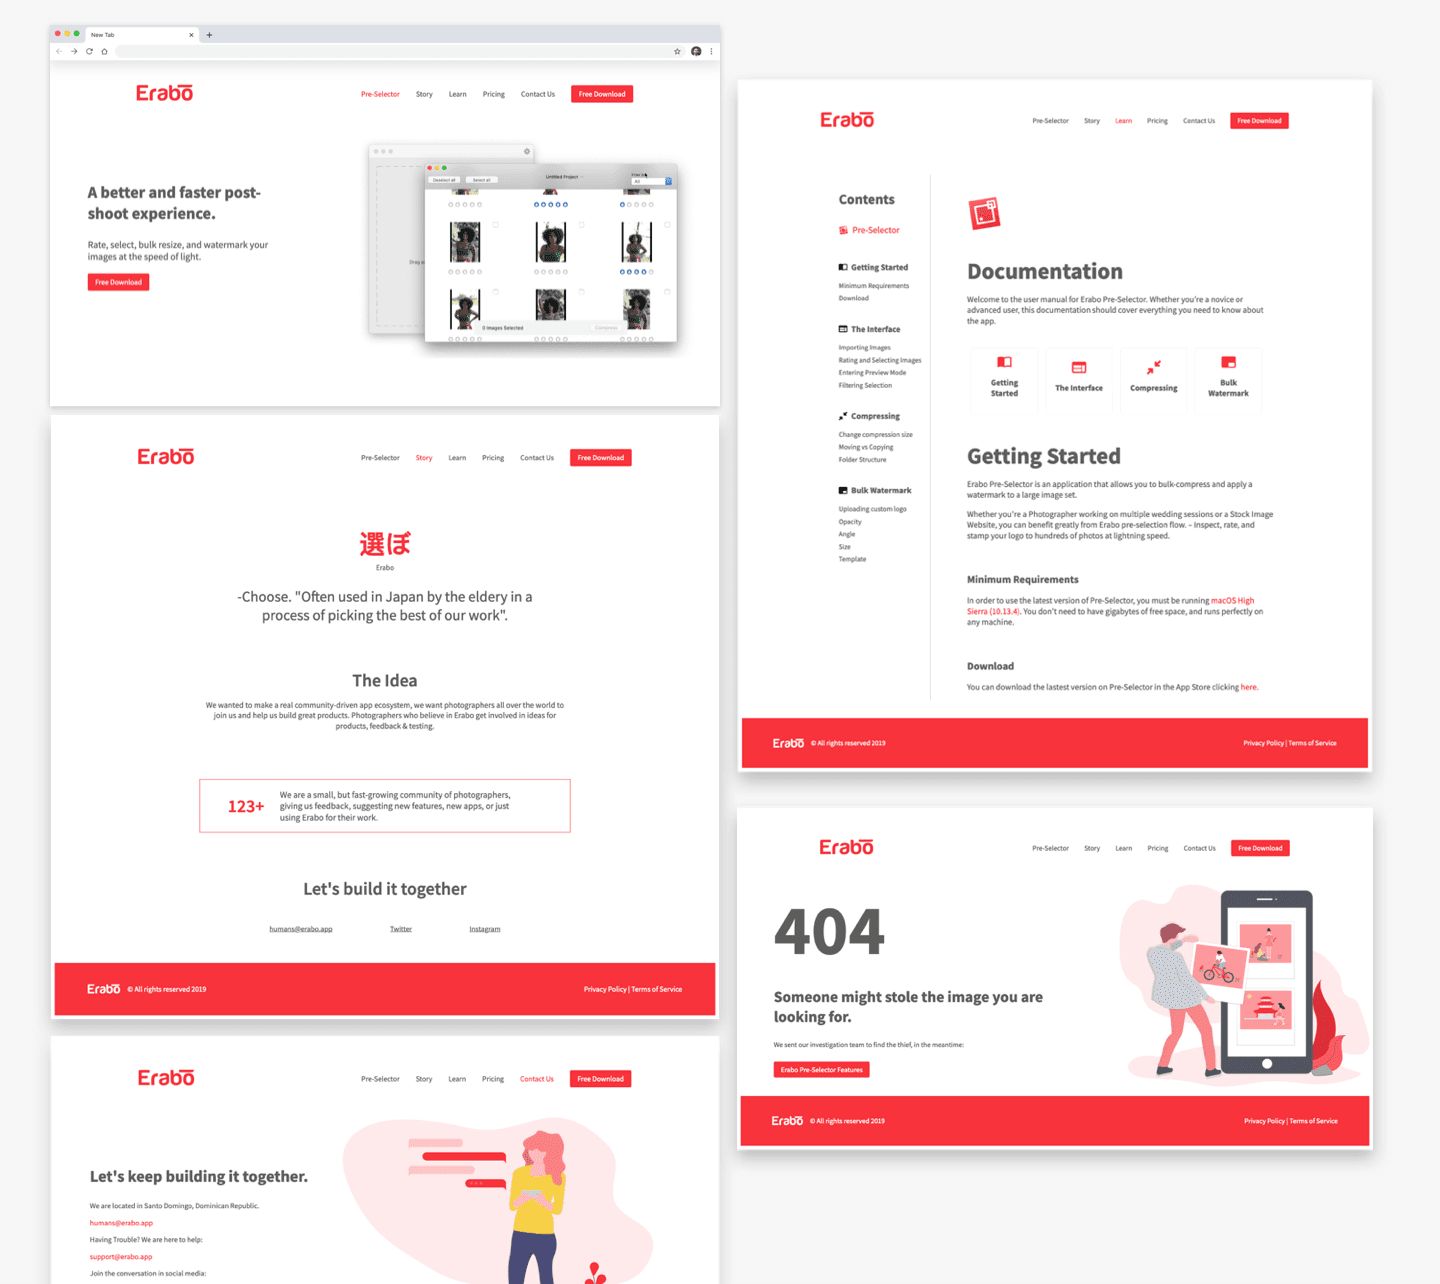 New Tab
Erabo
Pre-Selector Story Learn Pricing Contact Us Free Download
A better and faster post-
shoot experience.
Rate, select, bulk resize, and watermark your
images at the speed of light.
Free Download
Deselect all Select all Untitled Project
All
0 Images Selected Compress
Erabo
Pre-Selector Story Learn Pricing Contact Us Free Download
選ぼ
Erabo
-Choose. "Often used in Japan by the eldery in a
process of picking the best of our work".
The Idea
We wanted to make a real community-driven app ecosystem, we want photographers all over the world to
join us and help us build great products. Photographers who believe in Erabo get involved in ideas for
products, feedback & testing.
123+
We are a small, but fast-growing community of photographers,
giving us feedback, suggesting new features, new apps, or just
using Erabo for their work.
Let's build it together
humans@erabo.app Twitter Instagram
Erabo © All rights reserved 2019 Privacy Policy | Terms of Service
Erabo
Pre-Selector Story Learn Pricing Contact Us Free Download
Let's keep building it together.
We are located in Santo Domingo, Dominican Republic.
humans@erabo.app
Having Trouble? We are here to help:
support@erabo.app
Join the conversation in social media:
Erabo
Pre-Selector Story Learn Pricing Contact Us Free Download
Contents
Pre-Selector
Getting Started
Minimum Requirements
Download
The Interface
Importing Images
Rating and Selecting Images
Entering Preview Mode
Filtering Selection
Compressing
Change compression size
Moving vs Copying
Folder Structure
Bulk Watermark
Uploading custom logo
Opacity
Angle
Size
Template
Documentation
Welcome to the user manual for Erabo Pre-Selector. Whether you're a novice or
advanced user, this documentation should cover everything you need to know about
the app.
Getting
Started
The Interface
Compressing
Bulk
Watermark
Getting Started
Erabo Pre-Selector is an application that allows you to bulk-compress and apply a
watermark to a large image set.
Whether you're a Photographer working on multiple wedding sessions or a Stock Image
Website, you can benefit greatly from Erabo pre-selection flow. – Inspect, rate, and
stamp your logo to hundreds of photos at lightning speed.
Minimum Requirements
In order to use the latest version of Pre-Selector, you must be running macOS High
Sierra (10.13.4). You don't need to have gigabytes of free space, and runs perfectly on
any machine.
Download
You can download the lastest version on Pre-Selector in the App Store clicking here.
Erabo © All rights reserved 2019 Privacy Policy | Terms of Service
Erabo
Pre-Selector Story Learn Pricing Contact Us Free Download
404
Someone might stole the image you are
looking for.
We sent our investigation team to find the thief, in the meantime:
Erabo Pre-Selector Features
Erabo © All rights reserved 2019 Privacy Policy | Terms of Service